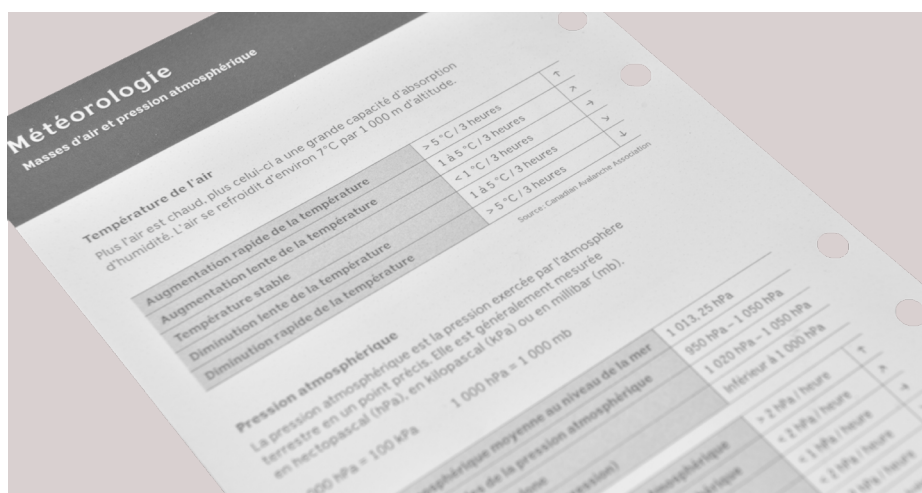 Météorologie
Masses d'air et pression atmosphérique
Température de l'air
Plus l'air est chaud, plus celui-ci a une grande capacité d'absorption
d'humidité. L'air se refroidit d'environ 7°C par 1 000 m d'altitude.
Augmentation rapide de la température > 5 °C / 3 heures ↑
Augmentation lente de la température 1 à 5 °C / 3 heures ↗
Température stable < 1 °C / 3 heures →
Diminution lente de la température 1 à 5 °C / 3 heures ↘
Diminution rapide de la température > 5 °C / 3 heures ↓
Source: Canadian Avalanche Association
Pression atmosphérique
La pression atmosphérique est la pression exercée par l'atmosphère
terrestre en un point précis. Elle est généralement mesurée
en hectopascal (hPa), en kilopascal (kPa) ou en millibar (mb).
000 hPa = 100 kPa 1 000 hPa = 1 000 mb
moyenne au niveau de la mer 1 013,25 hPa
de la pression atmosphérique 950 hPa – 1 050 hPa
1 020 hPa – 1 050 hPa
Inférieur à 1 000 hPa
atmosphérique > 2 hPa / heure ↑
< 2 hPa / heure ↗
< 1 hPa / heure →
< 2 hPa / heure